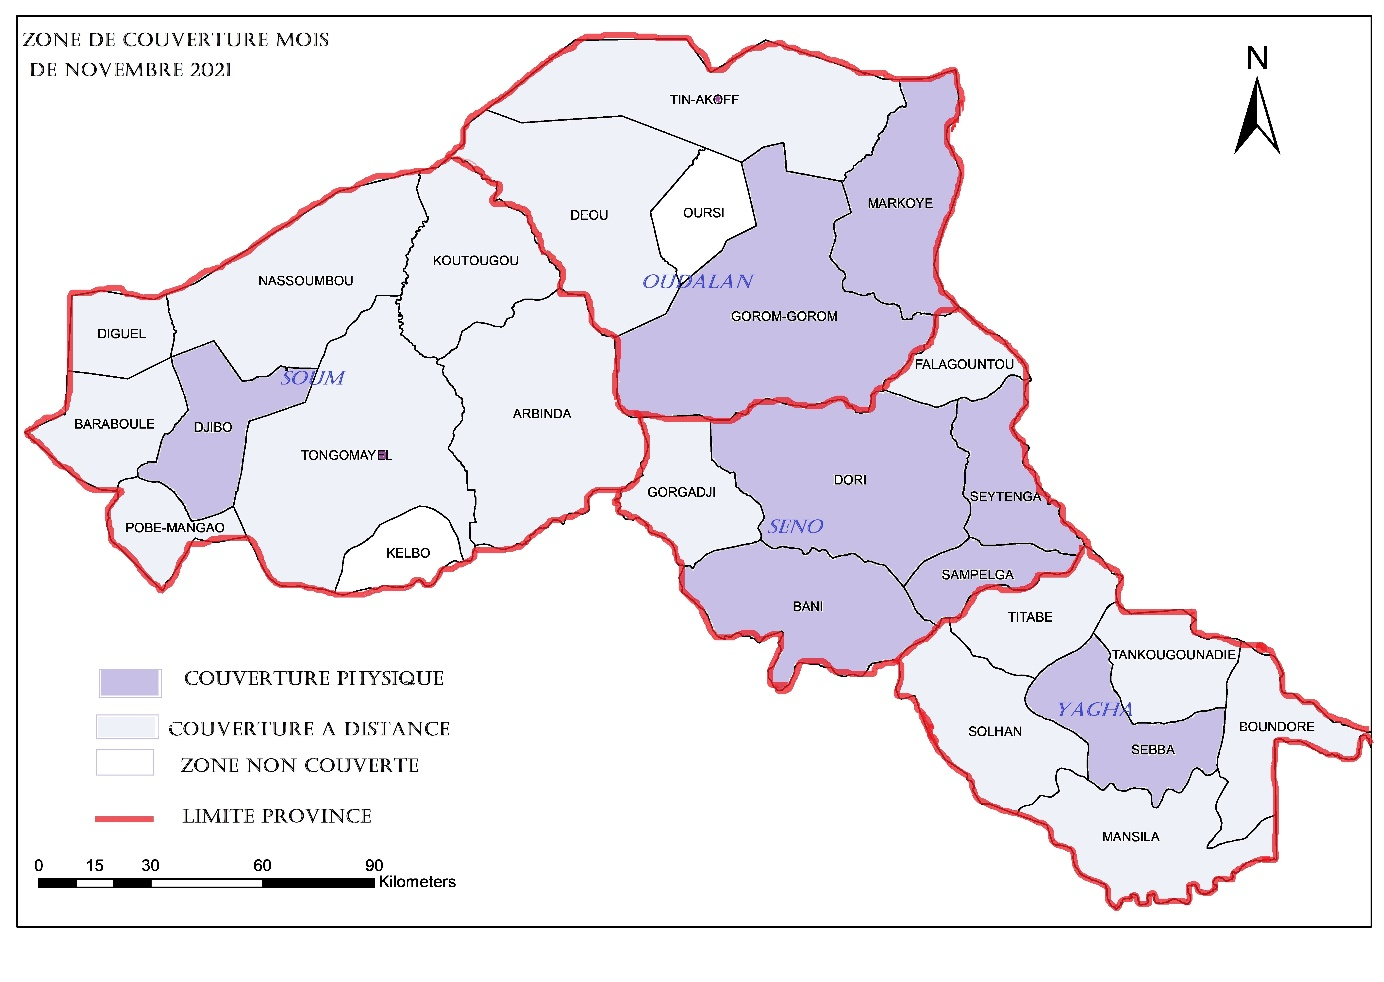 ZONE DE COUVERTURE MOIS
DE NOVEMBRE 2021
N
TIN-AKOFF
MARKOYE
DEOU
OURSI
KOUTOUGOU
NASSOUMBOU
OUDALAN
GOROM-GOROM
DIGUEL
FALAGOUNTOU
SOUM
ARBINDA
BARABOULE
DJIBO
TONGOMAYEL
DORI
GORGADJI
SEYTENGA
POBE-MANGAO
SENO
KELBO
SAMPELGA
BANI
TITABE
TANKOUGOUNADIE
COUVERTURE PHYSIQUE
YAGHA
COUVERTURE A DISTANCE
SOLHAN
BOUNDORE
SEBBA
ZONE NON COUVERTE
LIMITE PROVINCE
MANSILA
0 15 30 60 90
Kilometers